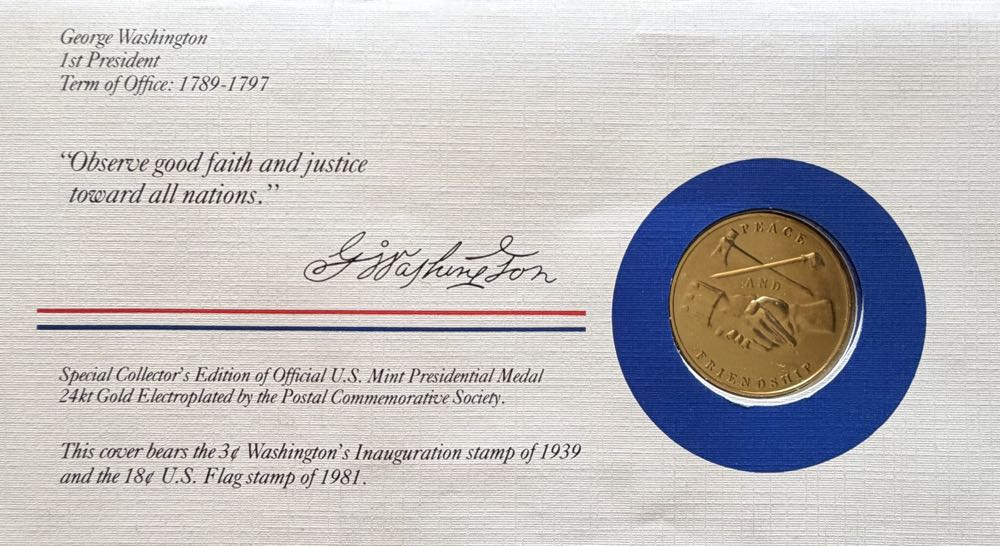 George Washington
1st President
Term of Office: 1789-1797
"Observe good faith and justice
toward all nations."
G Washington
Special Collector's Edition of Official U.S. Mint Presidential Medal
24kt Gold Electroplated by the Postal Commemorative Society.
This cover bears the 3¢ Washington's Inauguration stamp of 1939
and the 18¢ U.S. Flag stamp of 1981.
PEACE
AND
FRIENDSHIP